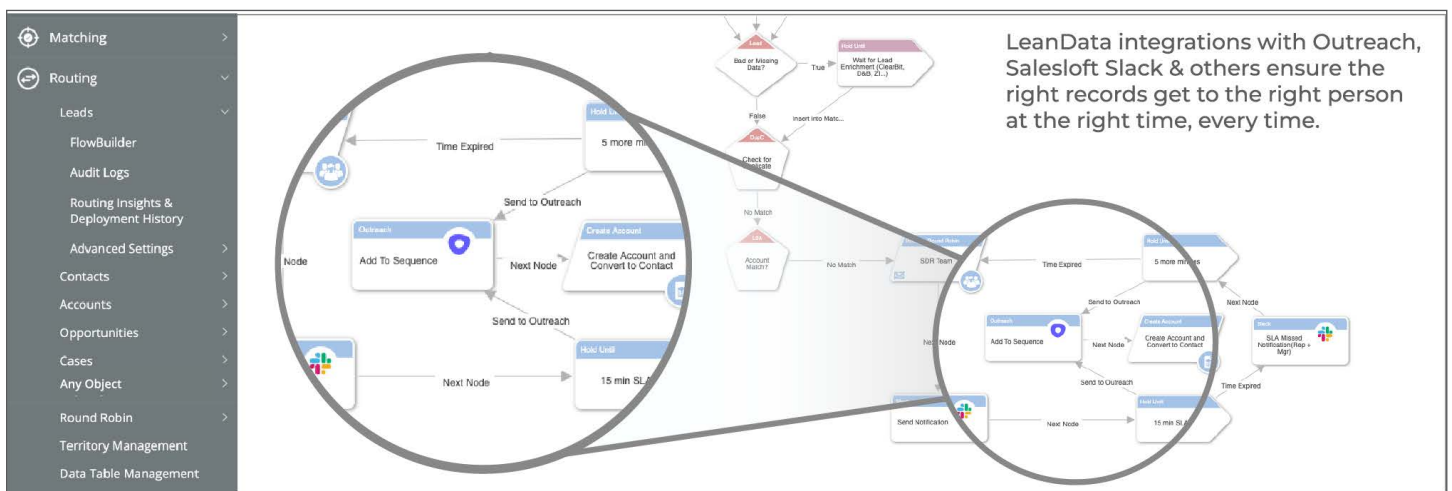 Matching
Routing
Leads
FlowBuilder
Audit Logs
Routing Insights &
Deployment History
Advanced Settings
Contacts
Accounts
Opportunities
Cases
Any Object
Round Robin
Territory Management
Data Table Management
LeanData integrations with Outreach,
Salesloft Slack & others ensure the
right records get to the right person
at the right time, every time.
Lead
Bad or Missing
Data?
True
Hold Until
Wait for Lead
Enrichment (ClearBit,
D&B, ZI...)
False
Insert into Matc...
Check for
No Match
Account
Match?
No Match
SDR Team
Hold Until
5 more
Time Expired
Send to Outreach
Outreach
Add To Sequence
Next Node
Create Account
Create Account and
Convert to Contact
Node
Send to Outreach
Hold Until
15 min
Next Node
Hold Until
5 more minutes
Time Expired
Send to Outreach
Next Node
Outreach
Add To Sequence
Next Node
Create Account
Create Account and
Convert to Contact
Slack
SLA Missed
Notification(Rep +
Mgr)
Node
Send to Outreach
Time Expired
Hold Until
15 min
Send Notification
Next Node